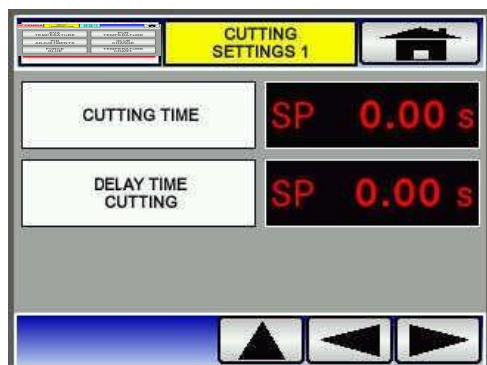 CUTTING
SETTINGS 1
CUTTING TIME
SP 0.00 s
DELAY TIME
CUTTING
SP 0.00 s